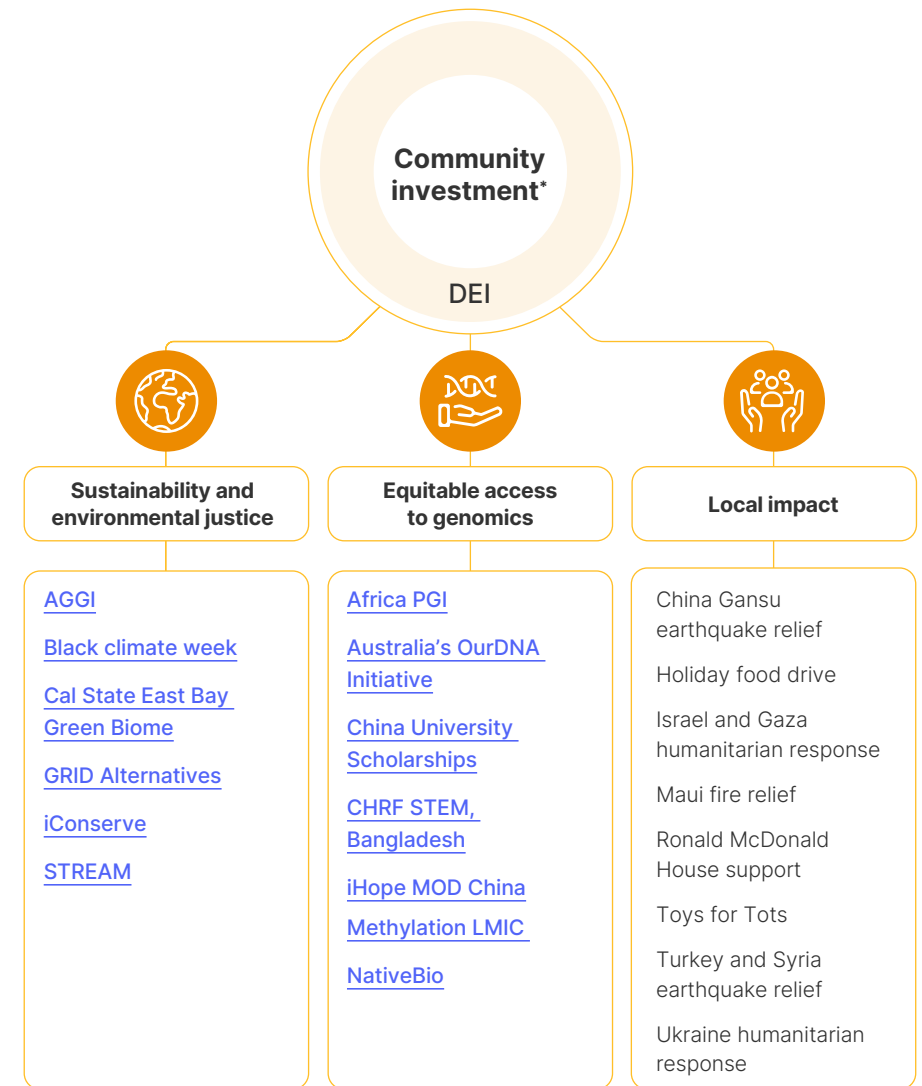 Community
investment*
DEI
Sustainability and
environmental justice
AGGI
Black climate week
Cal State East Bay
Green Biome
GRID Alternatives
iConserve
STREAM
Equitable access
to genomics
Africa PGI
Australia’s OurDNA
Initiative
China University
Scholarships
CHRF STEM,
Bangladesh
iHope MOD China
Methylation LMIC
NativeBio
Local impact
China Gansu
earthquake relief
Holiday food drive
Israel and Gaza
humanitarian response
Maui fire relief
Ronald McDonald
House support
Toys for Tots
Turkey and Syria
earthquake relief
Ukraine humanitarian
response